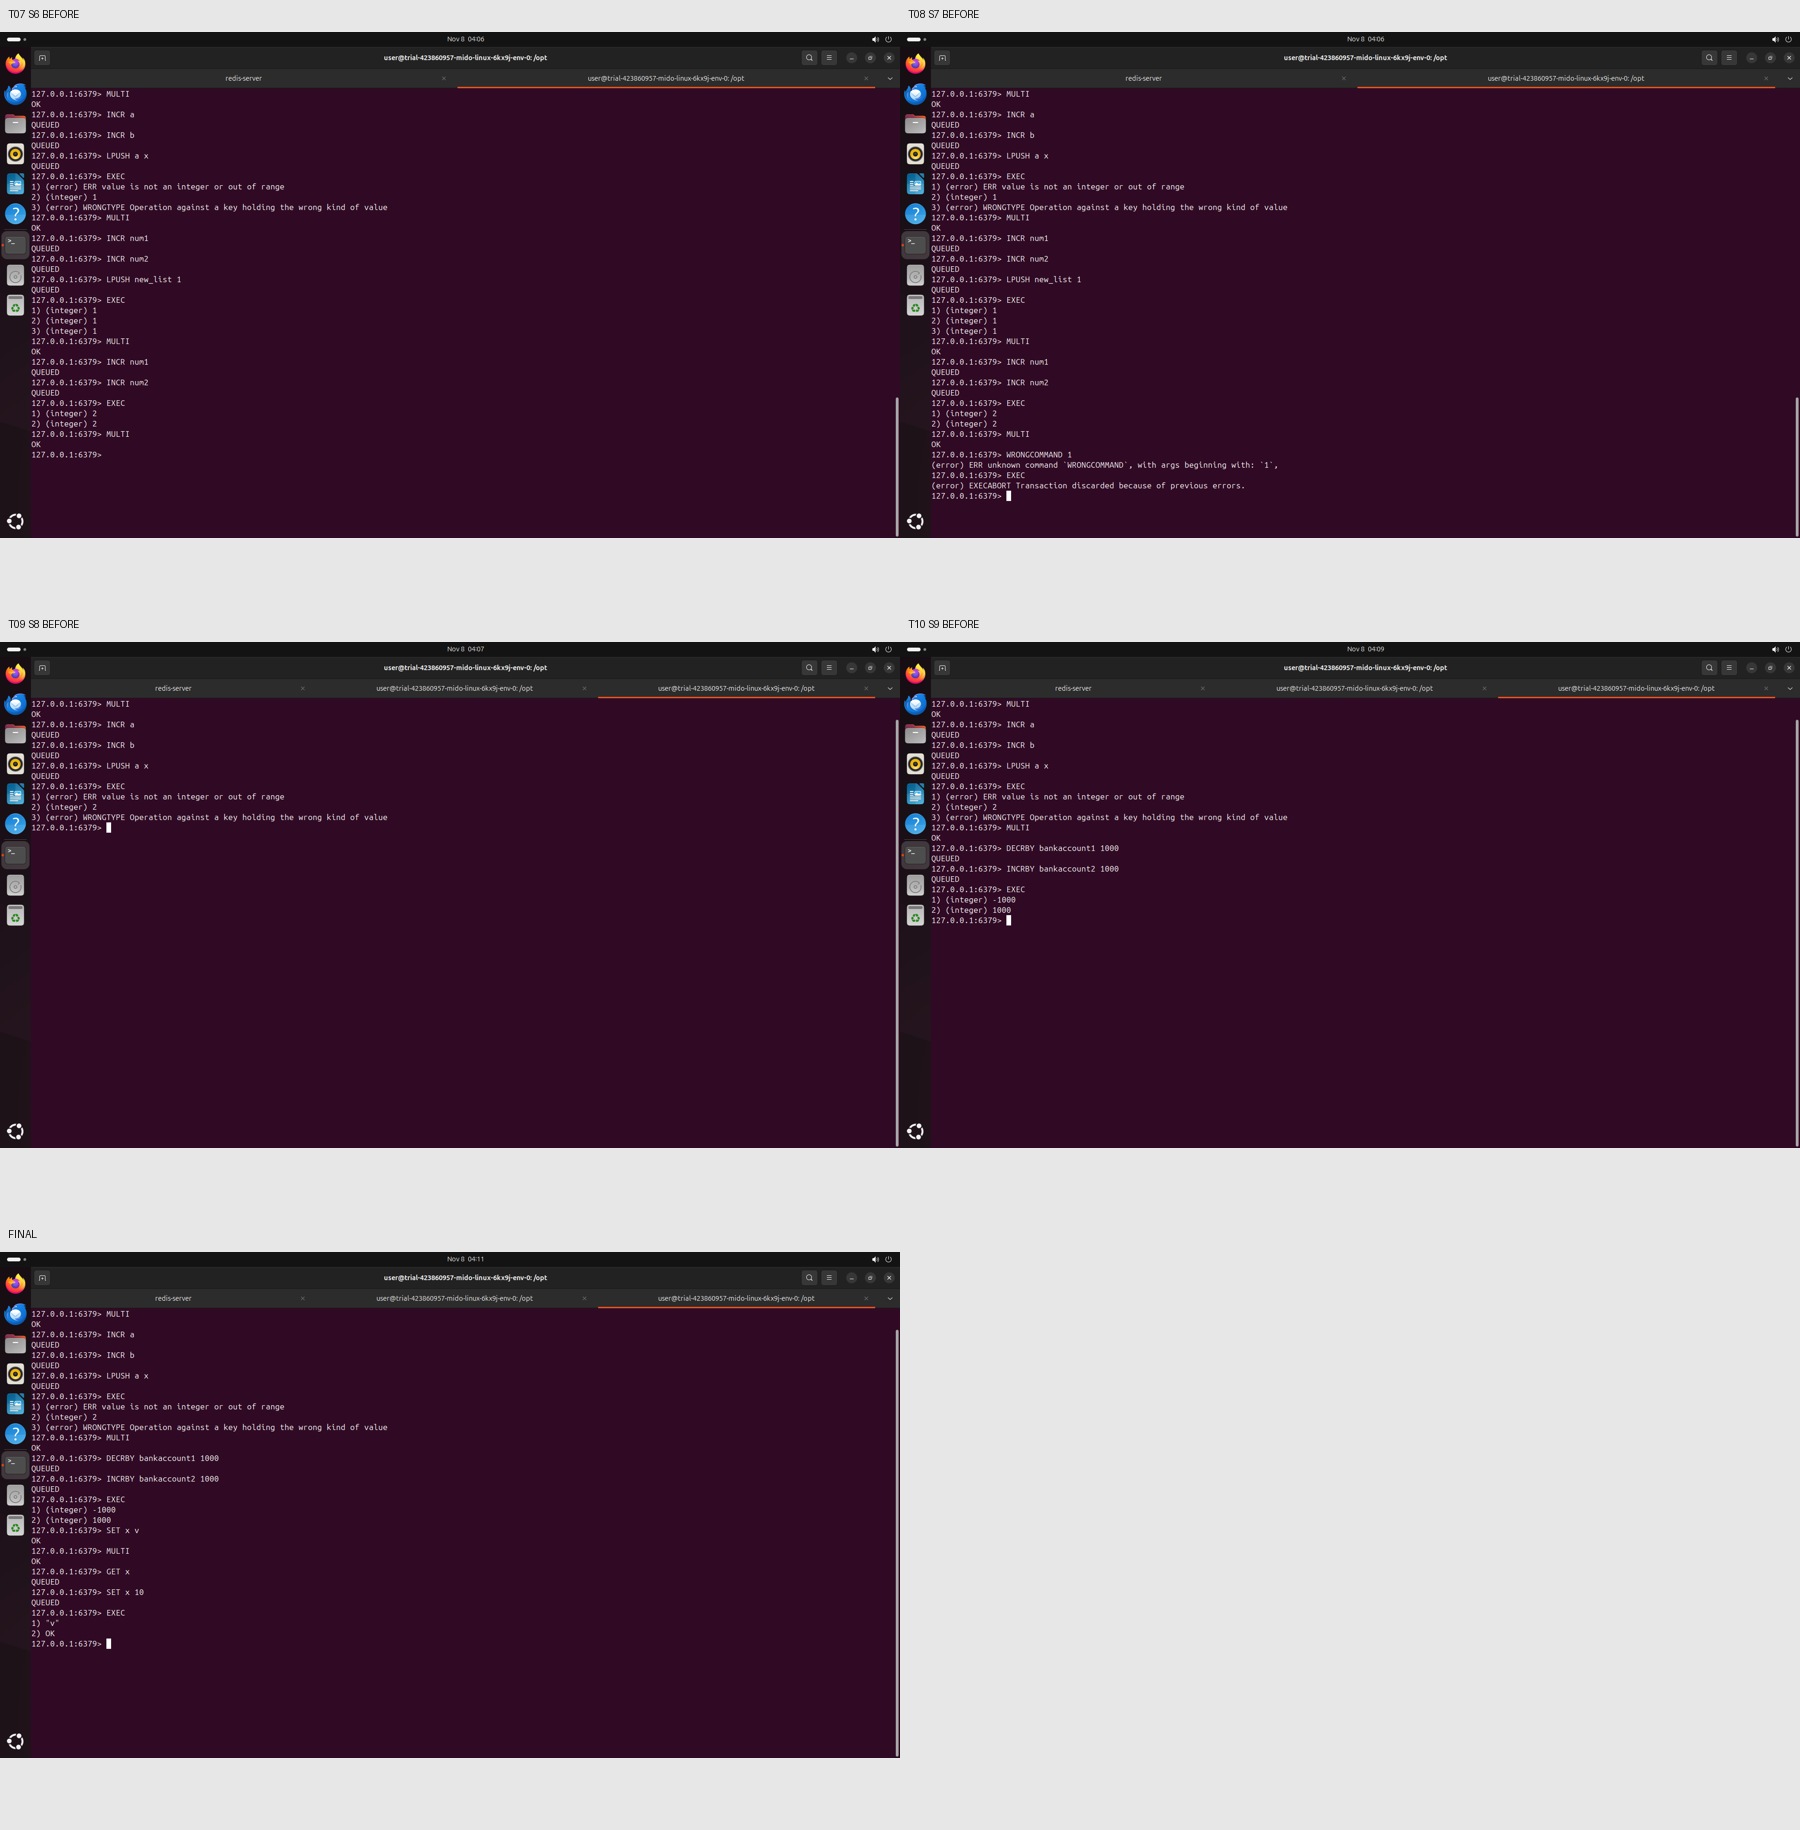 T07 S6 BEFORE
Nov 8 04:06
user@trial-423860957-mido-linux-6kx9j-env-0: /opt
redis-server
user@trial-423860957-mido-linux-6kx9j-env-0: /opt
127.0.0.1:6379> MULTI
OK
127.0.0.1:6379> INCR a
QUEUED
127.0.0.1:6379> INCR b
QUEUED
127.0.0.1:6379> LPUSH a x
QUEUED
127.0.0.1:6379> EXEC
1) (error) ERR value is not an integer or out of range
2) (integer) 1
3) (error) WRONGTYPE Operation against a key holding the wrong kind of value
127.0.0.1:6379> MULTI
OK
127.0.0.1:6379> INCR num1
QUEUED
127.0.0.1:6379> INCR num2
QUEUED
127.0.0.1:6379> LPUSH new_list 1
QUEUED
127.0.0.1:6379> EXEC
1) (integer) 1
2) (integer) 1
3) (integer) 1
127.0.0.1:6379> MULTI
OK
127.0.0.1:6379> INCR num1
QUEUED
127.0.0.1:6379> INCR num2
QUEUED
127.0.0.1:6379> EXEC
1) (integer) 2
2) (integer) 2
127.0.0.1:6379> MULTI
OK
127.0.0.1:6379>
T08 S7 BEFORE
Nov 8 04:06
user@trial-423860957-mido-linux-6kx9j-env-0: /opt
redis-server
user@trial-423860957-mido-linux-6kx9j-env-0: /opt
127.0.0.1:6379> MULTI
OK
127.0.0.1:6379> INCR a
QUEUED
127.0.0.1:6379> INCR b
QUEUED
127.0.0.1:6379> LPUSH a x
QUEUED
127.0.0.1:6379> EXEC
1) (error) ERR value is not an integer or out of range
2) (integer) 1
3) (error) WRONGTYPE Operation against a key holding the wrong kind of value
127.0.0.1:6379> MULTI
OK
127.0.0.1:6379> INCR num1
QUEUED
127.0.0.1:6379> INCR num2
QUEUED
127.0.0.1:6379> LPUSH new_list 1
QUEUED
127.0.0.1:6379> EXEC
1) (integer) 1
2) (integer) 1
3) (integer) 1
127.0.0.1:6379> MULTI
OK
127.0.0.1:6379> INCR num1
QUEUED
127.0.0.1:6379> INCR num2
QUEUED
127.0.0.1:6379> EXEC
1) (integer) 2
2) (integer) 2
127.0.0.1:6379> MULTI
OK
127.0.0.1:6379> WRONGCOMMAND 1
(error) ERR unknown command `WRONGCOMMAND`, with args beginning with: `1`,
127.0.0.1:6379> EXEC
(error) EXECABORT Transaction discarded because of previous errors.
127.0.0.1:6379>
T09 S8 BEFORE
Nov 8 04:07
user@trial-423860957-mido-linux-6kx9j-env-0: /opt
redis-server
user@trial-423860957-mido-linux-6kx9j-env-0: /opt
user@trial-423860957-mido-linux-6kx9j-env-0: /opt
127.0.0.1:6379> MULTI
OK
127.0.0.1:6379> INCR a
QUEUED
127.0.0.1:6379> INCR b
QUEUED
127.0.0.1:6379> LPUSH a x
QUEUED
127.0.0.1:6379> EXEC
1) (error) ERR value is not an integer or out of range
2) (integer) 2
3) (error) WRONGTYPE Operation against a key holding the wrong kind of value
127.0.0.1:6379>
T10 S9 BEFORE
Nov 8 04:09
user@trial-423860957-mido-linux-6kx9j-env-0: /opt
redis-server
user@trial-423860957-mido-linux-6kx9j-env-0: /opt
user@trial-423860957-mido-linux-6kx9j-env-0: /opt
127.0.0.1:6379> MULTI
OK
127.0.0.1:6379> INCR a
QUEUED
127.0.0.1:6379> INCR b
QUEUED
127.0.0.1:6379> LPUSH a x
QUEUED
127.0.0.1:6379> EXEC
1) (error) ERR value is not an integer or out of range
2) (integer) 2
3) (error) WRONGTYPE Operation against a key holding the wrong kind of value
127.0.0.1:6379> MULTI
OK
127.0.0.1:6379> DECRBY bankaccount1 1000
QUEUED
127.0.0.1:6379> INCRBY bankaccount2 1000
QUEUED
127.0.0.1:6379> EXEC
1) (integer) -1000
2) (integer) 1000
127.0.0.1:6379>
FINAL
Nov 8 04:11
user@trial-423860957-mido-linux-6kx9j-env-0: /opt
redis-server
user@trial-423860957-mido-linux-6kx9j-env-0: /opt
user@trial-423860957-mido-linux-6kx9j-env-0: /opt
127.0.0.1:6379> MULTI
OK
127.0.0.1:6379> INCR a
QUEUED
127.0.0.1:6379> INCR b
QUEUED
127.0.0.1:6379> LPUSH a x
QUEUED
127.0.0.1:6379> EXEC
1) (error) ERR value is not an integer or out of range
2) (integer) 2
3) (error) WRONGTYPE Operation against a key holding the wrong kind of value
127.0.0.1:6379> MULTI
OK
127.0.0.1:6379> DECRBY bankaccount1 1000
QUEUED
127.0.0.1:6379> INCRBY bankaccount2 1000
QUEUED
127.0.0.1:6379> EXEC
1) (integer) -1000
2) (integer) 1000
127.0.0.1:6379> SET x v
OK
127.0.0.1:6379> MULTI
OK
127.0.0.1:6379> GET x
QUEUED
127.0.0.1:6379> SET x 10
QUEUED
127.0.0.1:6379> EXEC
1) "v"
2) OK
127.0.0.1:6379>